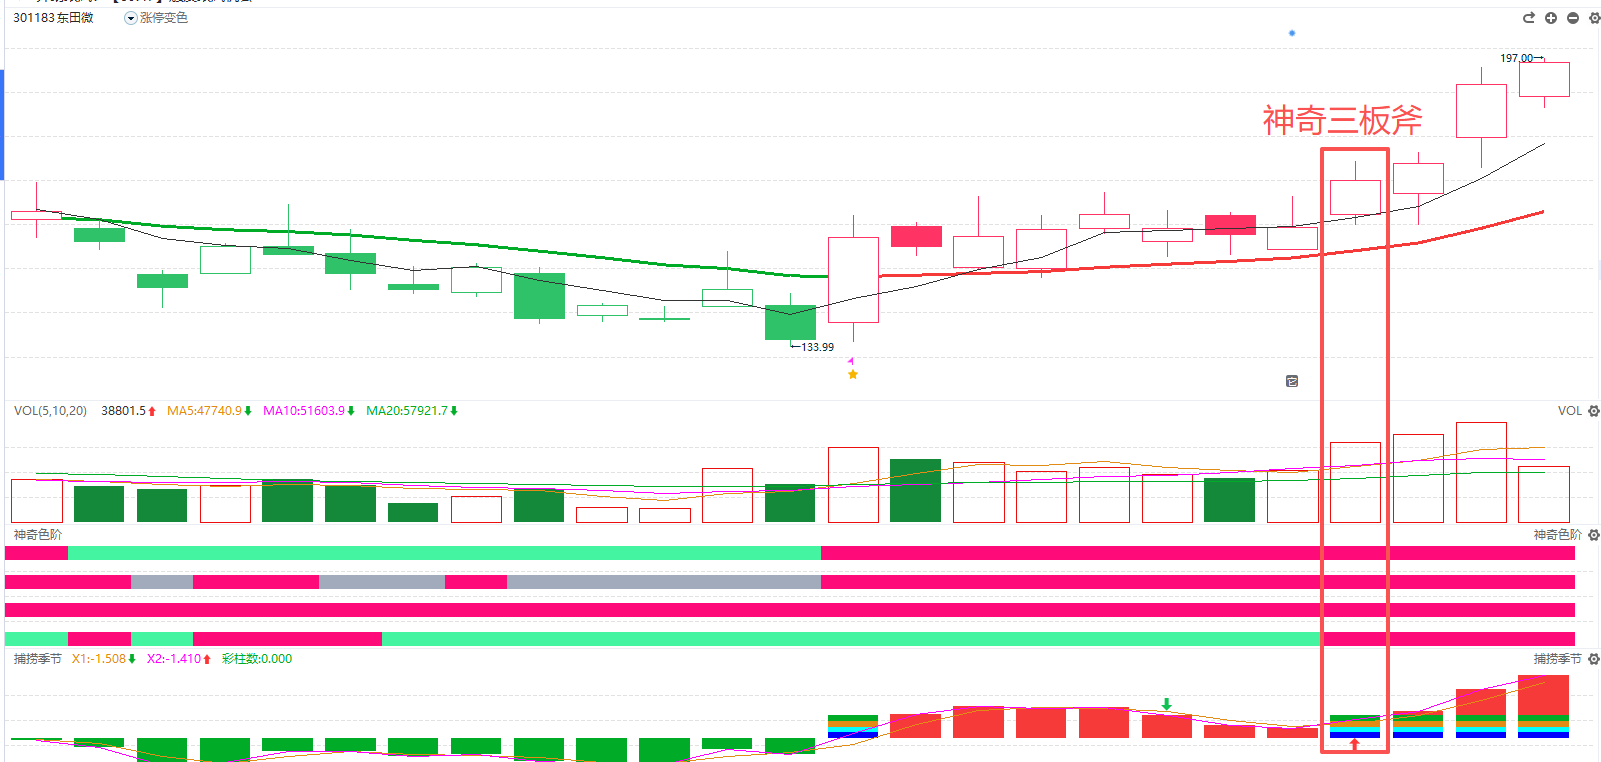 301183 东田微 涨停变色
197.00→
神奇三板斧
←133.99
VOL(5,10,20) 38801.5 MA5:47740.9 MA10:51603.9 MA20:57921.7 VOL
神奇色阶 神奇色阶
捕捞季节 X1:-1.508 X2:-1.410 彩柱数:0.000 捕捞季节